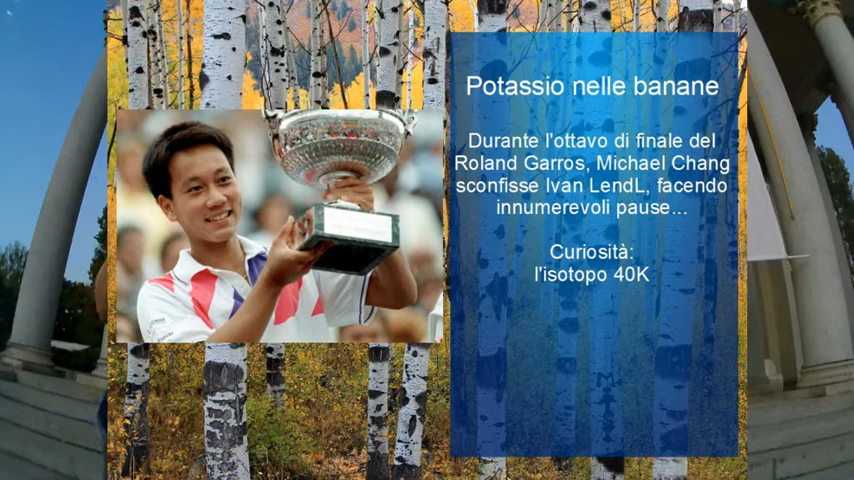 Potassio nelle banane
Durante l'ottavo di finale del
Roland Garros, Michael Chang
sconfisse Ivan LendL, facendo
innumerevoli pause...
Curiosità:
l'isotopo 40K